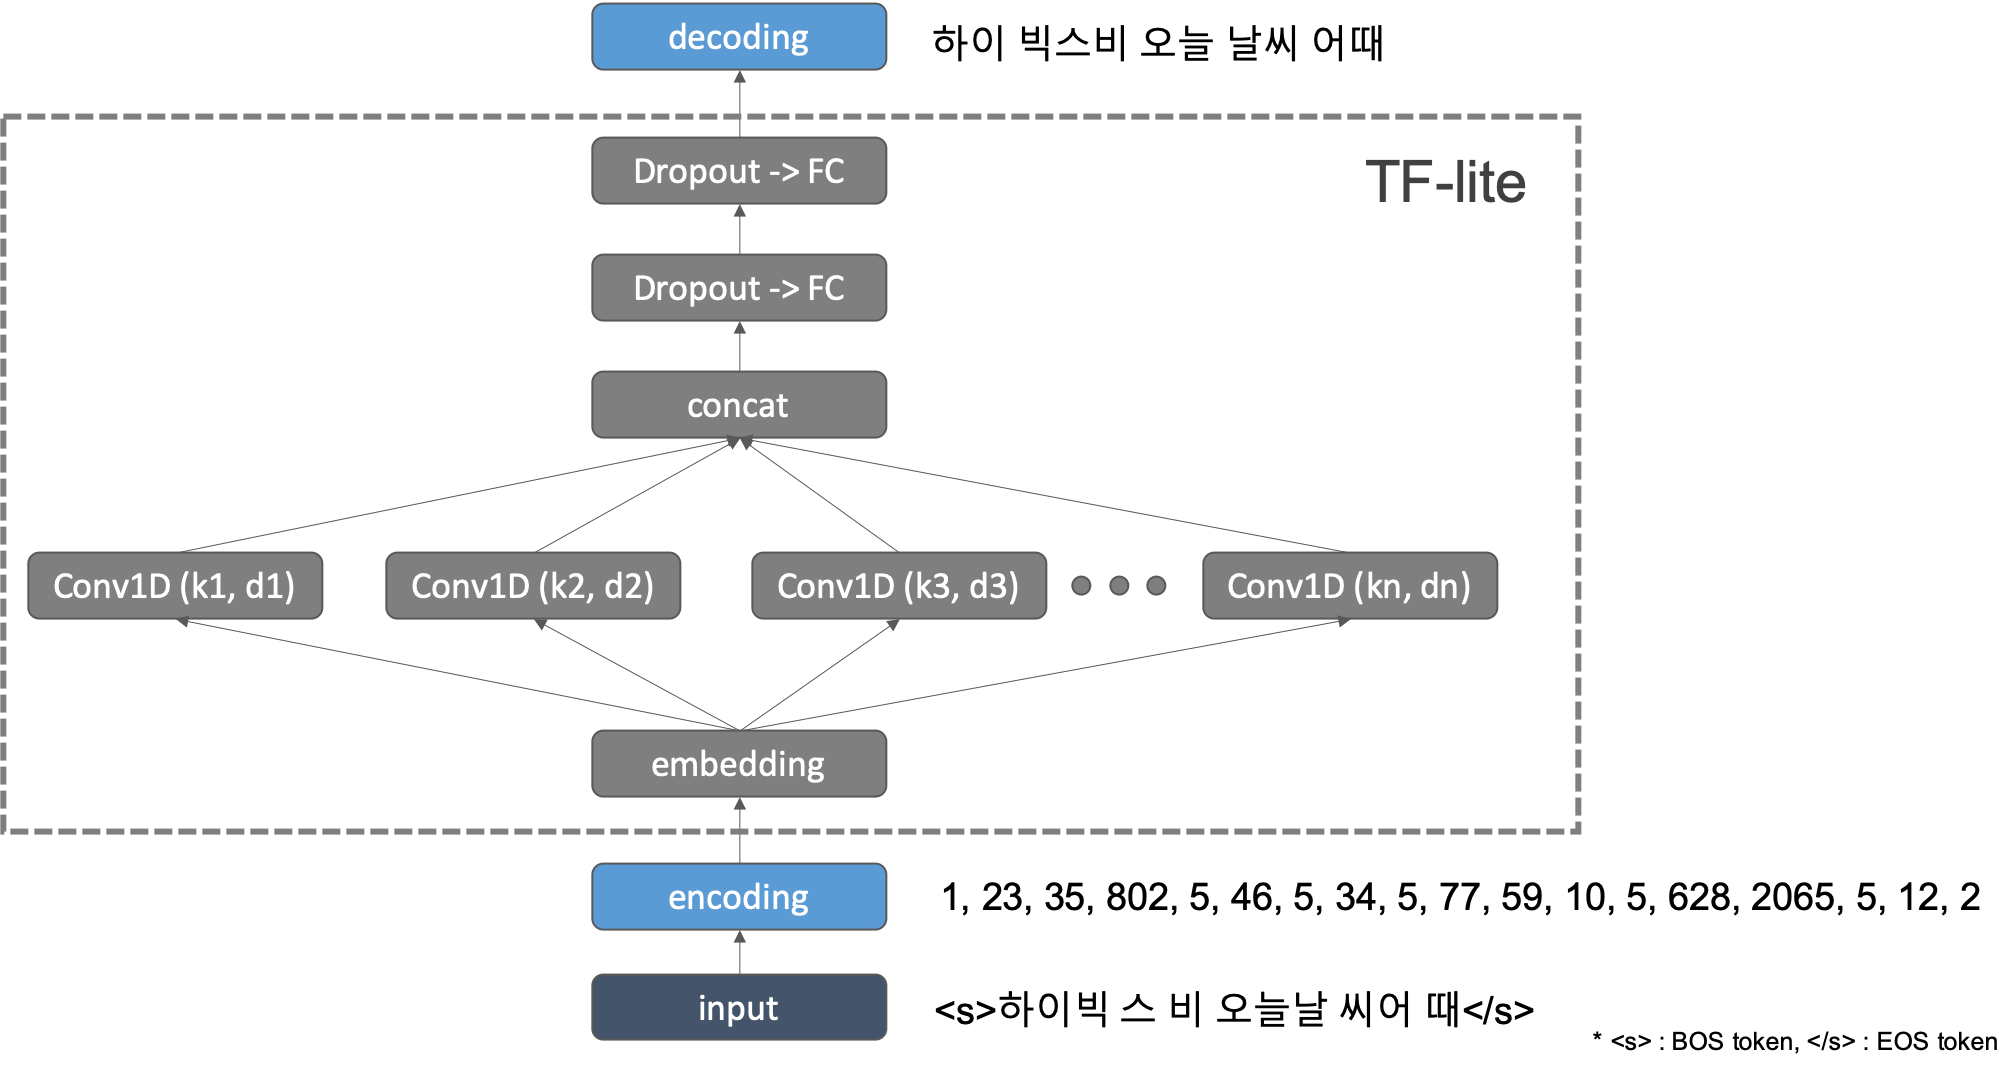 decoding
하이 빅스비 오늘 날씨 어때
Dropout -> FC
TF-lite
Dropout -> FC
concat
Conv1D (k1, d1)
Conv1D (k2, d2)
Conv1D (k3, d3)
Conv1D (kn, dn)
embedding
encoding
1, 23, 35, 802, 5, 46, 5, 34, 5, 77, 59, 10, 5, 628, 2065, 5, 12, 2
input
<s>하이빅 스 비 오늘날 씨어 때</s>
* <s> : BOS token, </s> : EOS token